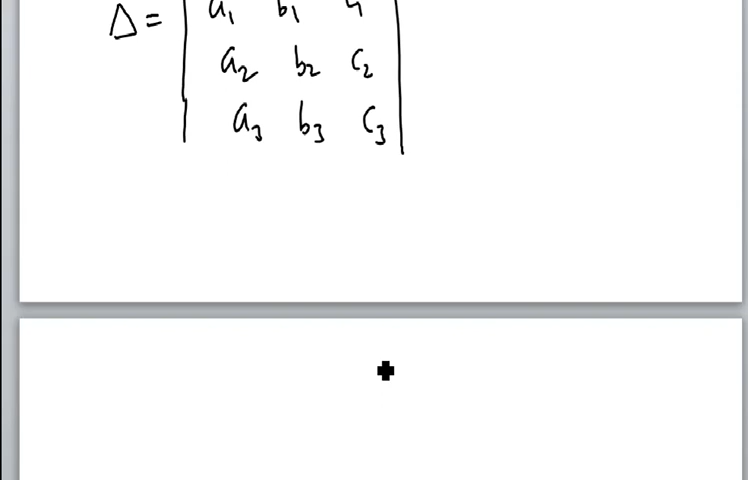 Δ = | a₁ b₁ c₁ |
| a₂ b₂ c₂ |
| a₃ b₃ c₃ |